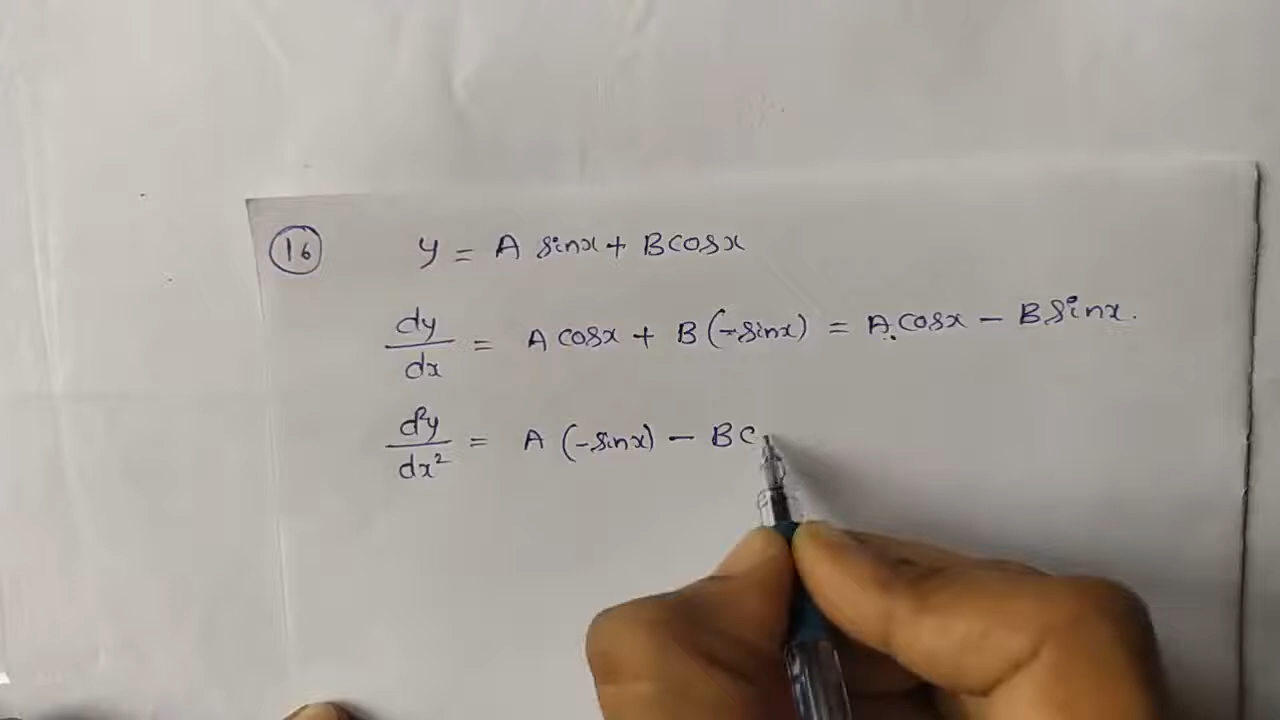 16 y = A sinx + B cosx
dy/dx = A cosx + B (-sinx) = A cosx - B sinx.
d²y/dx² = A (-sinx) - B C